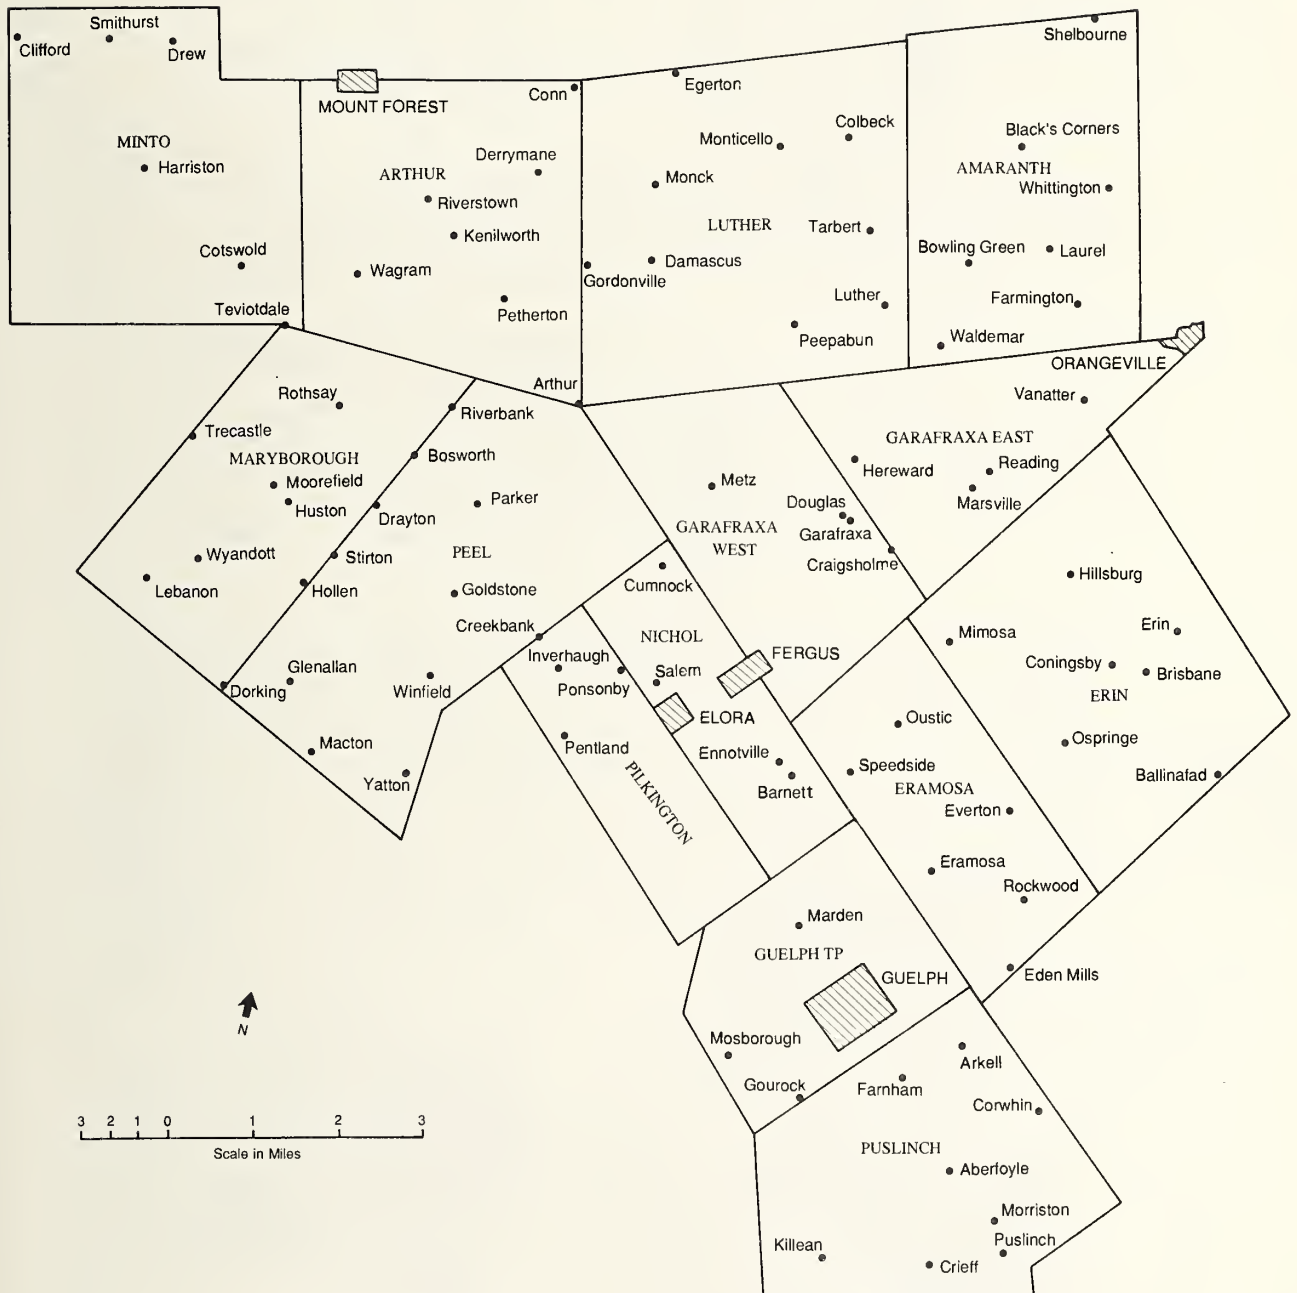 Smithurst
Clifford
Drew
MINTO
Harriston
Cotswold
Teviotdale
MOUNT FOREST
Conn
Derrymane
ARTHUR
Riverstown
Kenilworth
Wagram
Petherton
Arthur
Egerton
Colbeck
Monticello
Monck
LUTHER
Tarbert
Damascus
Gordonville
Luther
Peepabun
Shelbourne
Black's Corners
AMARANTH
Whittington
Bowling Green
Laurel
Farmington
Waldemar
ORANGEVILLE
Vanatter
GARAFRAXA EAST
Hereward
Reading
Marsville
Rothsay
Trecastle
MARYBOROUGH
Moorefield
Huston
Wyandott
Lebanon
Riverbank
Bosworth
Parker
Drayton
Stirton
PEEL
Hollen
Goldstone
Creekbank
Glenallan
Dorking
Winfield
Macton
Yatton
Metz
Douglas
GARAFRAXA
WEST
Garafraxa
Craigsholme
Cumnock
NICHOL
Inverhaugh
Ponsonby
Salem
FERGUS
ELORA
Pentland
PILKINGTON
Ennotville
Barnett
Hillsburg
Mimosa
Erin
Coningsby
Brisbane
ERIN
Oustic
Ospringe
Speedside
ERAMOSA
Ballinafad
Everton
Eramosa
Rockwood
Eden Mills
Marden
GUELPH TP
GUELPH
Mosborough
Gourock
Arkell
Farnham
Corwhin
PUSLINCH
Aberfoyle
Morriston
Puslinch
Killean
Crieff
N
3 2 1 0 1 2 3
Scale in Miles